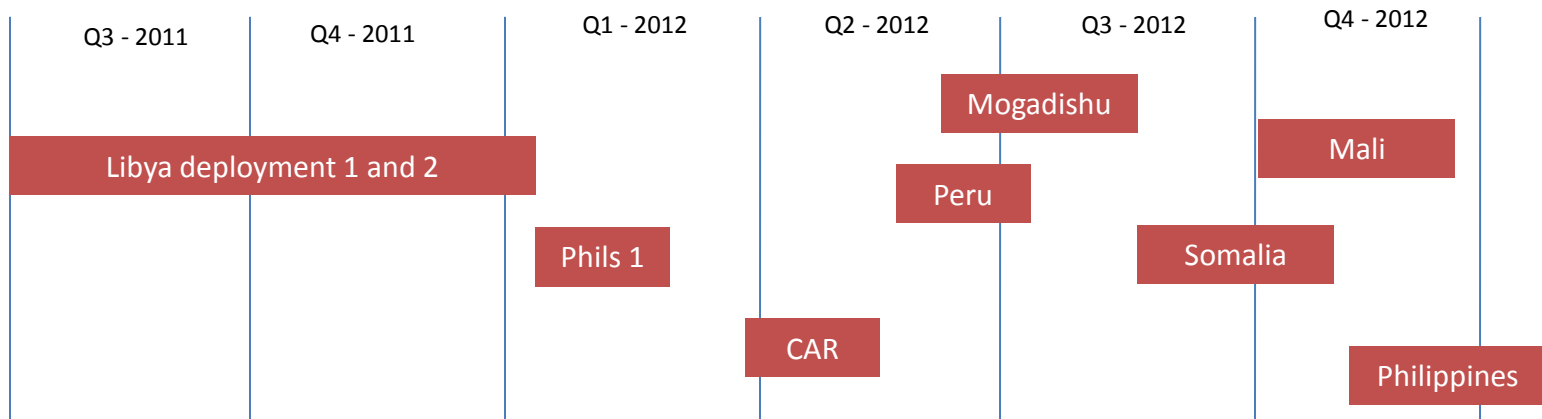 Q3 - 2011
Q4 - 2011
Q1 - 2012
Q2 - 2012
Q3 - 2012
Q4 - 2012
Mogadishu
Libya deployment 1 and 2
Mali
Peru
Phils 1
Somalia
CAR
Philippines